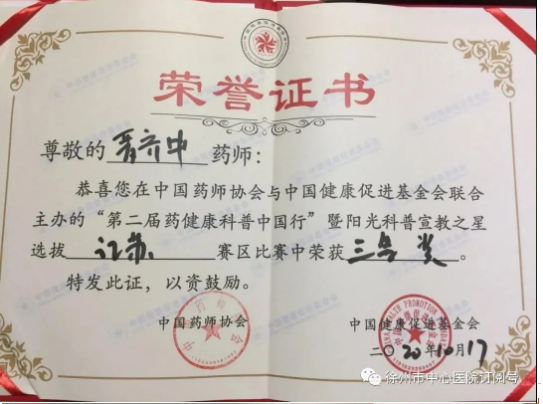 荣誉证书
尊敬的 药师：
恭喜您在中国药师协会与中国健康促进基金会联合
主办的“第二届药健康科普中国行”暨阳光科普宣教之星
选拔江苏赛区比赛中荣获三等奖。
特发此证，以资鼓励。
中国药师协会 中国健康促进基金会
二〇20年10月17
徐州市中心医院订阅号